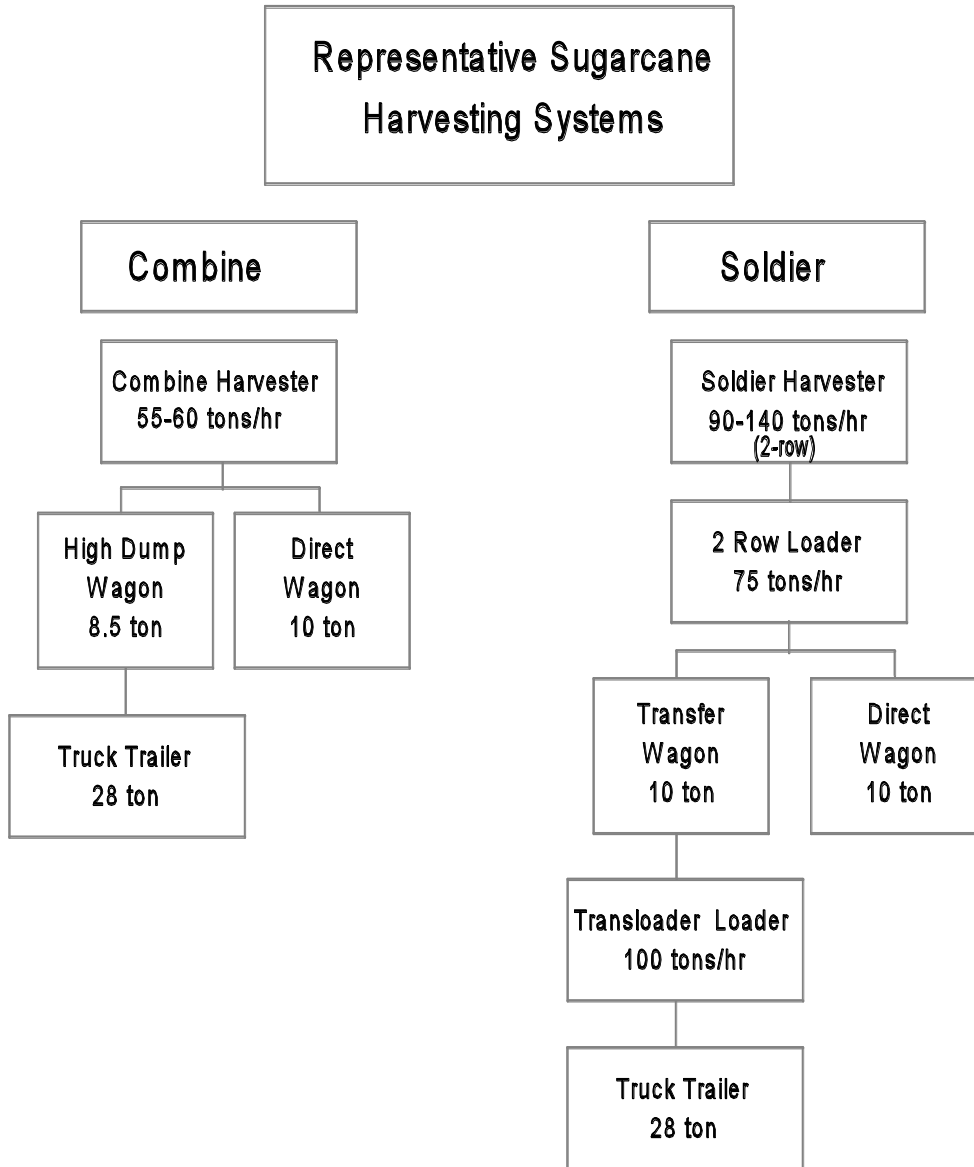 Representative Sugarcane
Harvesting Systems
Combine
Combine Harvester
55-60 tons/hr
High Dump
Wagon
8.5 ton
Direct
Wagon
10 ton
Truck Trailer
28 ton
Soldier
Soldier Harvester
90-140 tons/hr
(2-row)
2 Row Loader
75 tons/hr
Transfer
Wagon
10 ton
Direct
Wagon
10 ton
Transloader Loader
100 tons/hr
Truck Trailer
28 ton